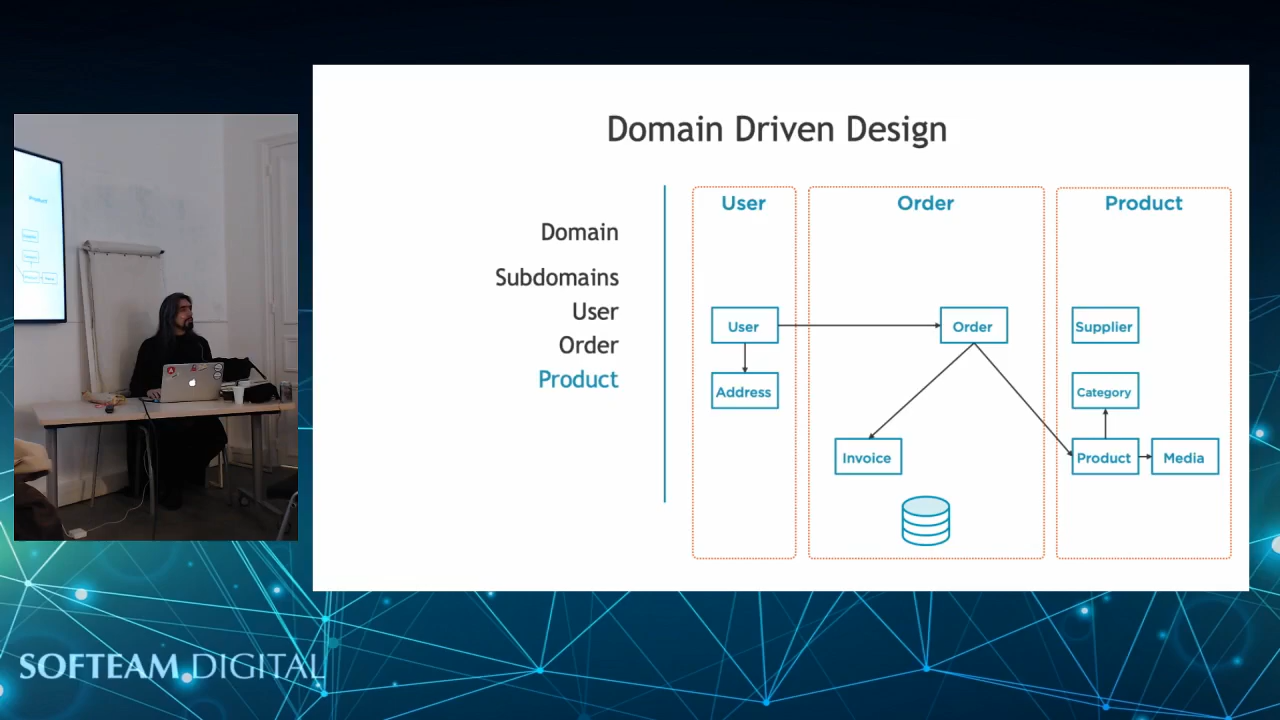 Domain Driven Design
Domain
Subdomains
User
Order
Product
User
Order
Product
User
Order
Supplier
Address
Category
Invoice
Product
Media
Product
SOFTEAM DIGITAL